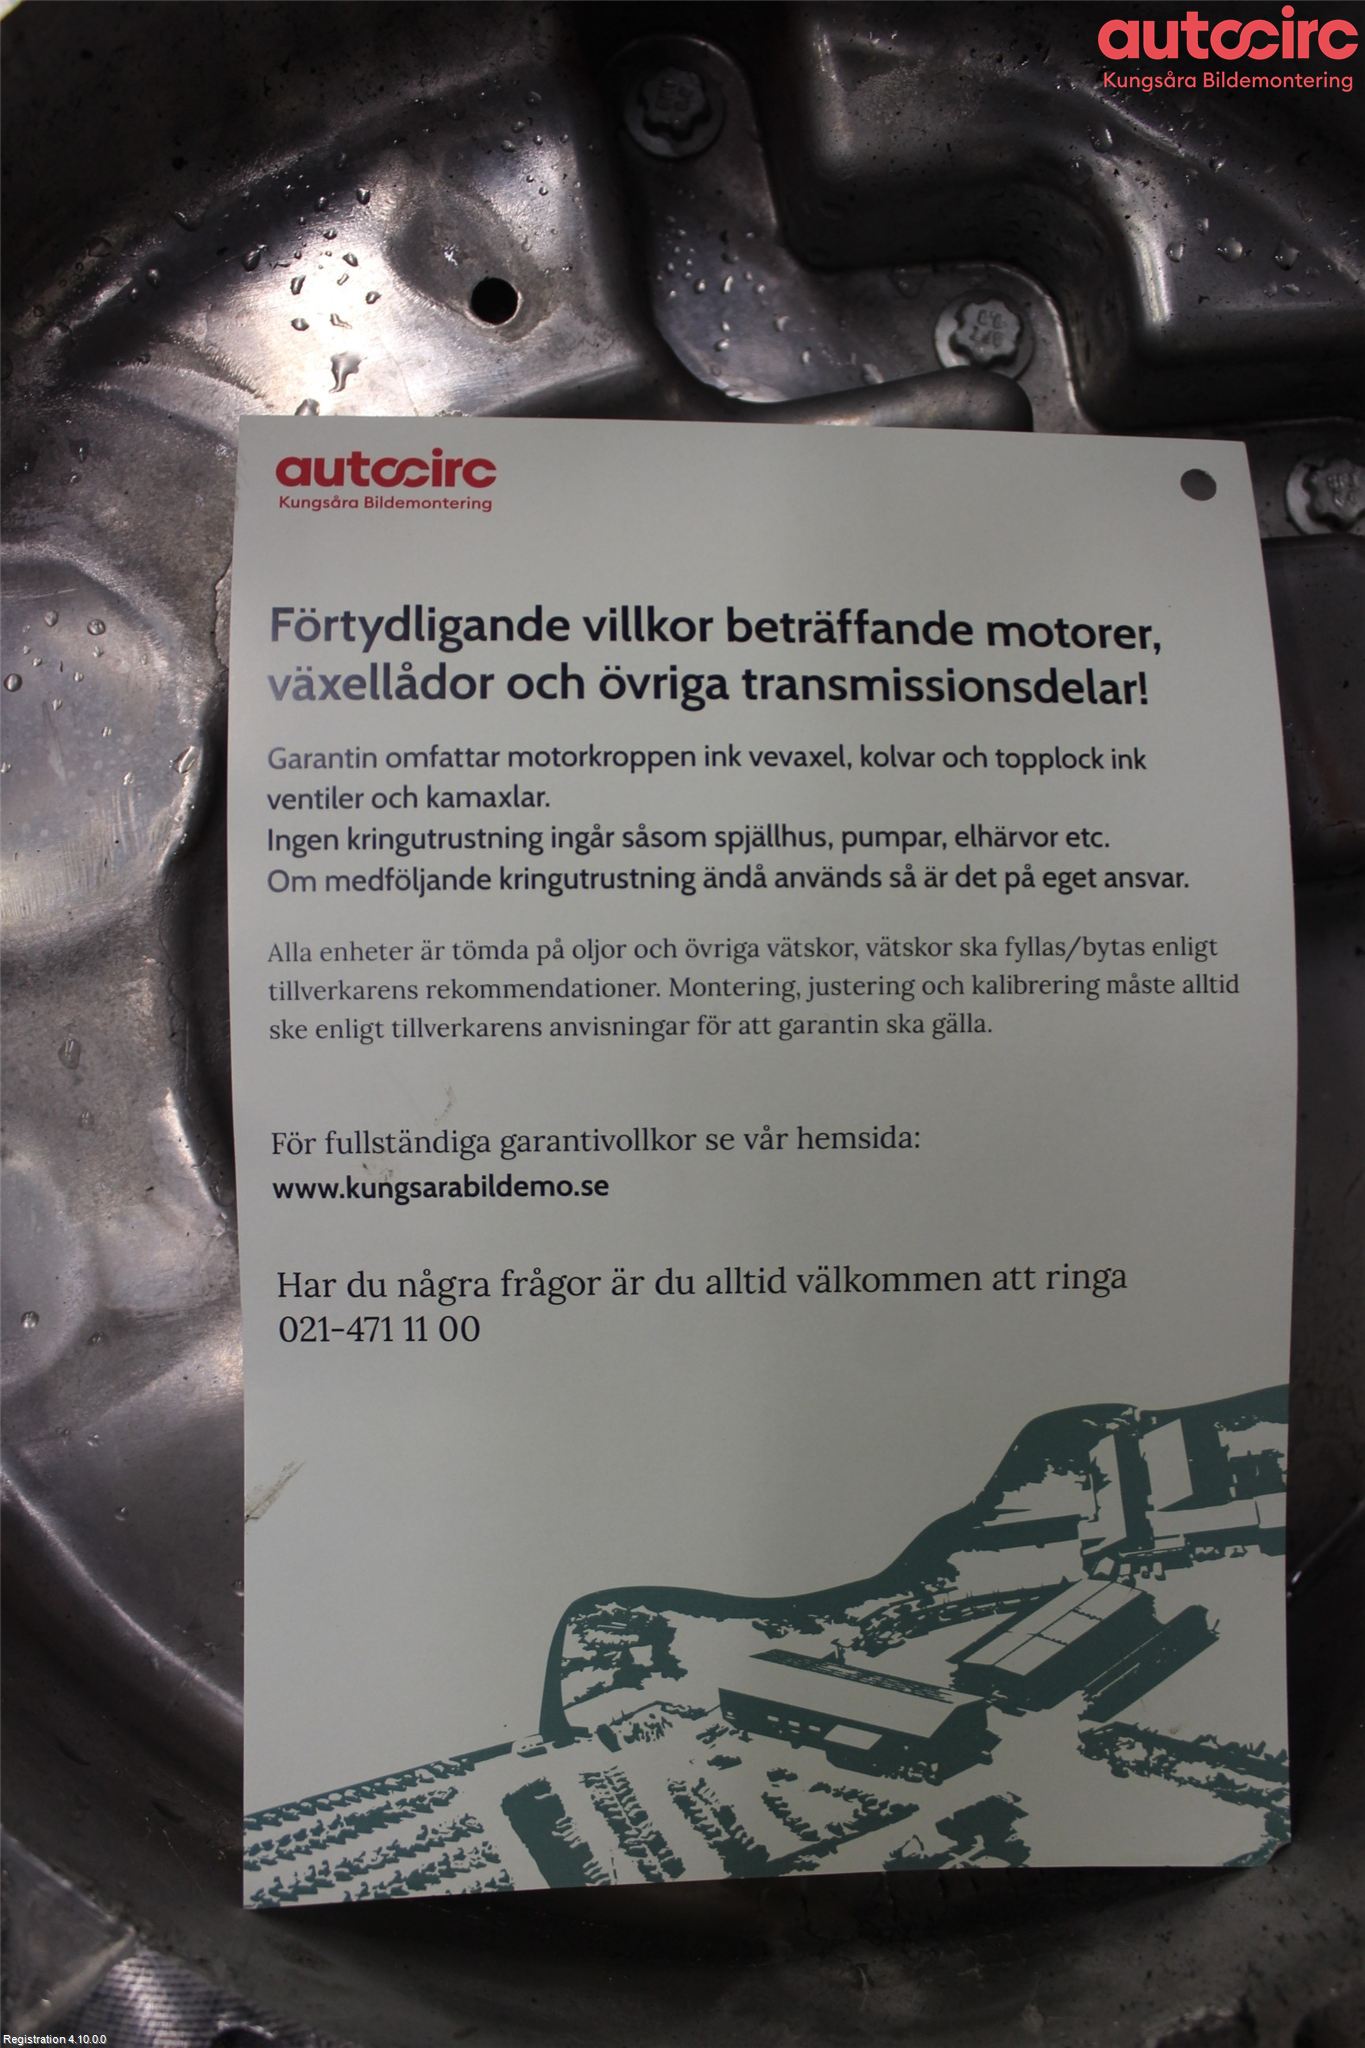 autocirc
Kungsåra Bildemontering
autocirc
Kungsåra Bildemontering
Förtydligande villkor beträffande motorer,
växellådor och övriga transmissionsdelar!
Garantin omfattar motorkroppen ink vevaxel, kolvar och topplock ink
ventiler och kamaxlar.
Ingen kringutrustning ingår såsom spjällhus, pumpar, elhärvor etc.
Om medföljande kringutrustning ändå används så är det på eget ansvar.
Alla enheter är tömda på oljor och övriga vätskor, vätskor ska fyllas/bytas enligt
tillverkarens rekommendationer. Montering, justering och kalibrering måste alltid
ske enligt tillverkarens anvisningar för att garantin ska gälla.
För fullständiga garantivollkor se vår hemsida:
www.kungsarabildemo.se
Har du några frågor är du alltid välkommen att ringa
021-471 11 00
Registration 4.10.0.0